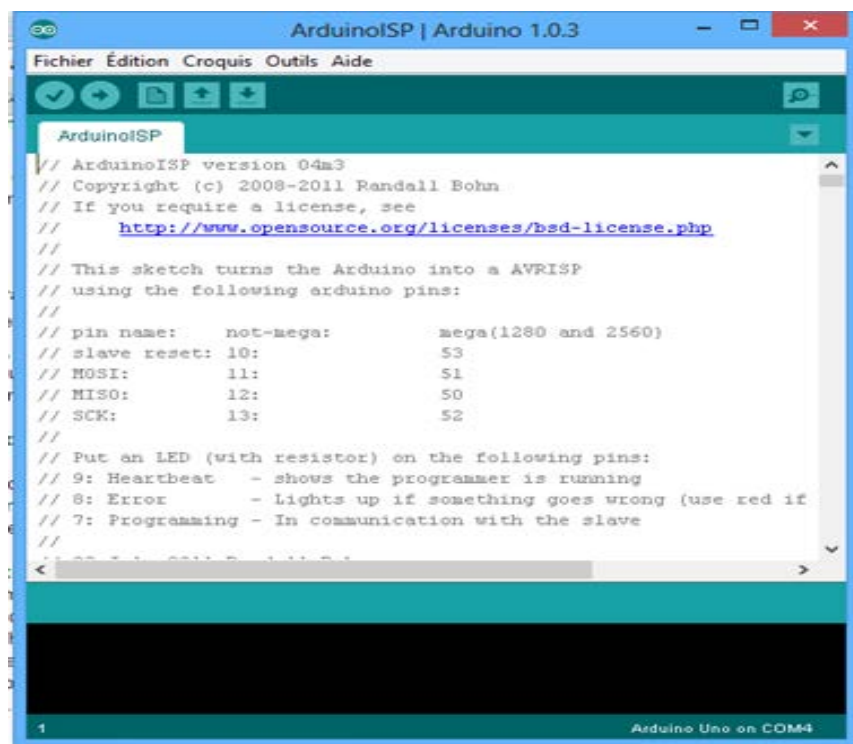 ArduinoISP | Arduino 1.0.3
Fichier Édition Croquis Outils Aide
ArduinoISP
// ArduinoISP version 04m3
// Copyright (c) 2008-2011 Randall Bohn
// If you require a license, see
//     http://www.opensource.org/licenses/bsd-license.php
//
// This sketch turns the Arduino into a AVRISP
// using the following arduino pins:
//
// pin name:    not-mega:         mega(1280 and 2560)
// slave reset: 10:               53
// MOSI:        11:               51
// MISO:        12:               50
// SCK:         13:               52
//
// Put an LED (with resistor) on the following pins:
// 9: Heartbeat   - shows the programmer is running
// 8: Error       - Lights up if something goes wrong (use red if
// 7: Programming - In communication with the slave
//
1
Arduino Uno on COM4